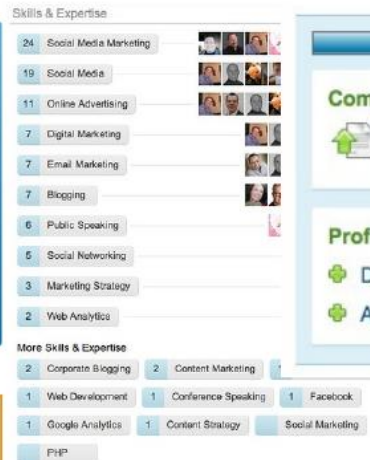 Skills & Expertise
24 Social Media Marketing
19 Social Media
11 Online Advertising
7 Digital Marketing
7 Email Marketing
7 Blogging
6 Public Speaking
5 Social Networking
3 Marketing Strategy
2 Web Analytics
More Skills & Expertise
2 Corporate Blogging 2 Content Marketing
1 Web Development 1 Conference Speaking 1 Facebook
1 Google Analytics 1 Content Strategy Social Marketing
PHP
Com
Prof
D
A